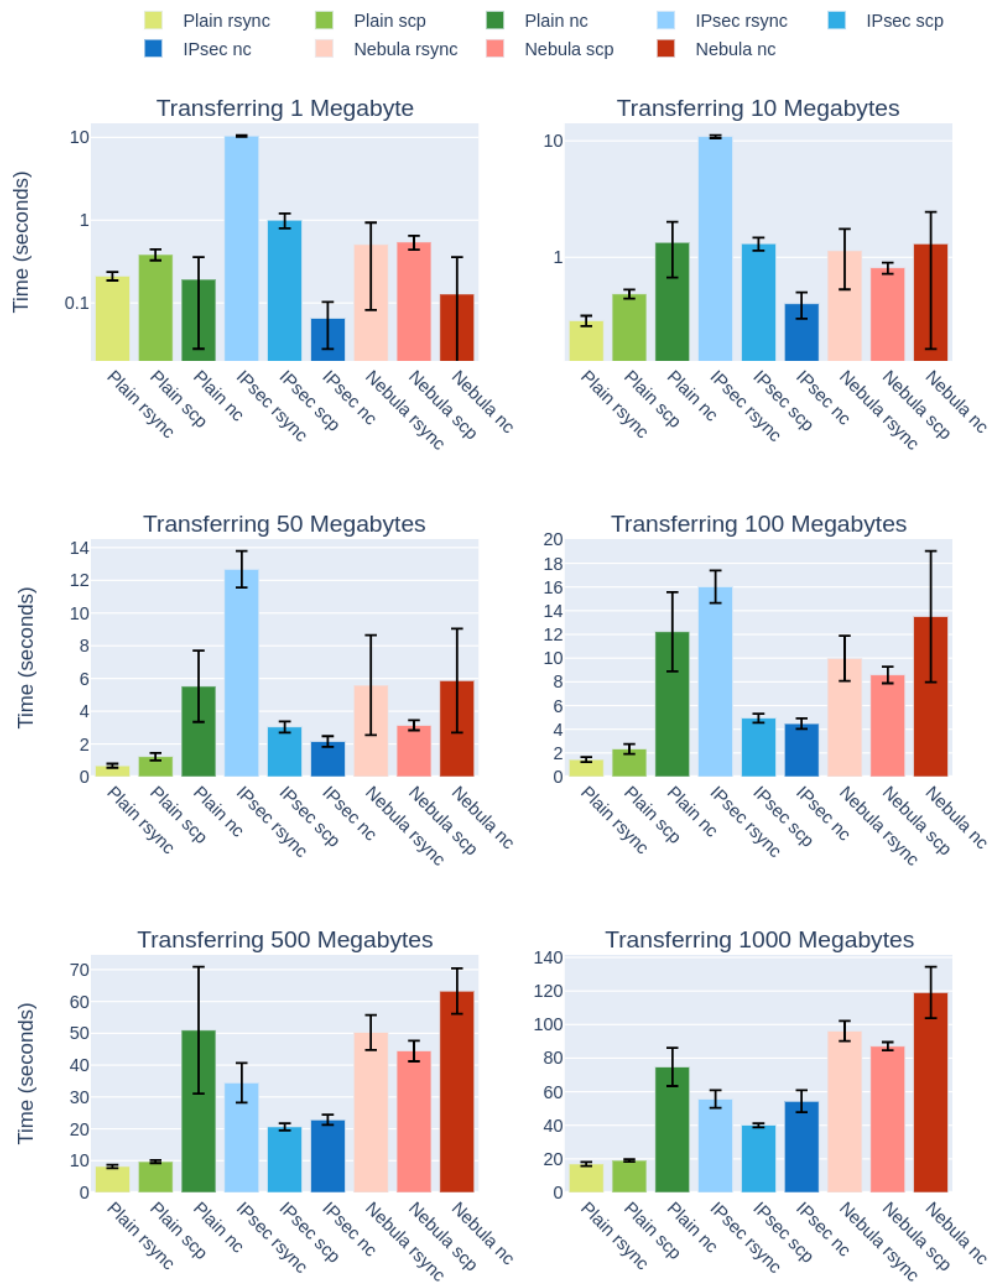 Plain rsync Plain scp Plain nc IPsec rsync IPsec scp
IPsec nc Nebula rsync Nebula scp Nebula nc
Transferring 1 Megabyte
Time (seconds)
10
1
0.1
Plain rsync
Plain scp
Plain nc
IPsec rsync
IPsec scp
IPsec nc
Nebula rsync
Nebula scp
Nebula nc
Transferring 10 Megabytes
10
1
Plain rsync
Plain scp
Plain nc
IPsec rsync
IPsec scp
IPsec nc
Nebula rsync
Nebula scp
Nebula nc
Transferring 50 Megabytes
Time (seconds)
14
12
10
8
6
4
2
0
Plain rsync
Plain scp
Plain nc
IPsec rsync
IPsec scp
IPsec nc
Nebula rsync
Nebula scp
Nebula nc
Transferring 100 Megabytes
20
18
16
14
12
10
8
6
4
2
0
Plain rsync
Plain scp
Plain nc
IPsec rsync
IPsec scp
IPsec nc
Nebula rsync
Nebula scp
Nebula nc
Transferring 500 Megabytes
Time (seconds)
70
60
50
40
30
20
10
0
Plain rsync
Plain scp
Plain nc
IPsec rsync
IPsec scp
IPsec nc
Nebula rsync
Nebula scp
Nebula nc
Transferring 1000 Megabytes
140
120
100
80
60
40
20
0
Plain rsync
Plain scp
Plain nc
IPsec rsync
IPsec scp
IPsec nc
Nebula rsync
Nebula scp
Nebula nc